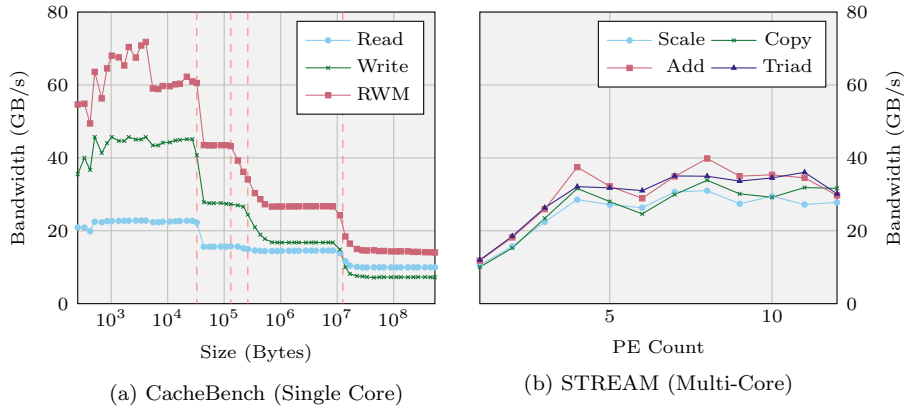 80
60
40
20
0
Bandwidth (GB/s)
Read
Write
RWM
10^3
10^4
10^5
10^6
10^7
10^8
Size (Bytes)
(a) CacheBench (Single Core)
Scale
Copy
Add
Triad
5
10
PE Count
80
60
40
20
0
Bandwidth (GB/s)
(b) STREAM (Multi-Core)